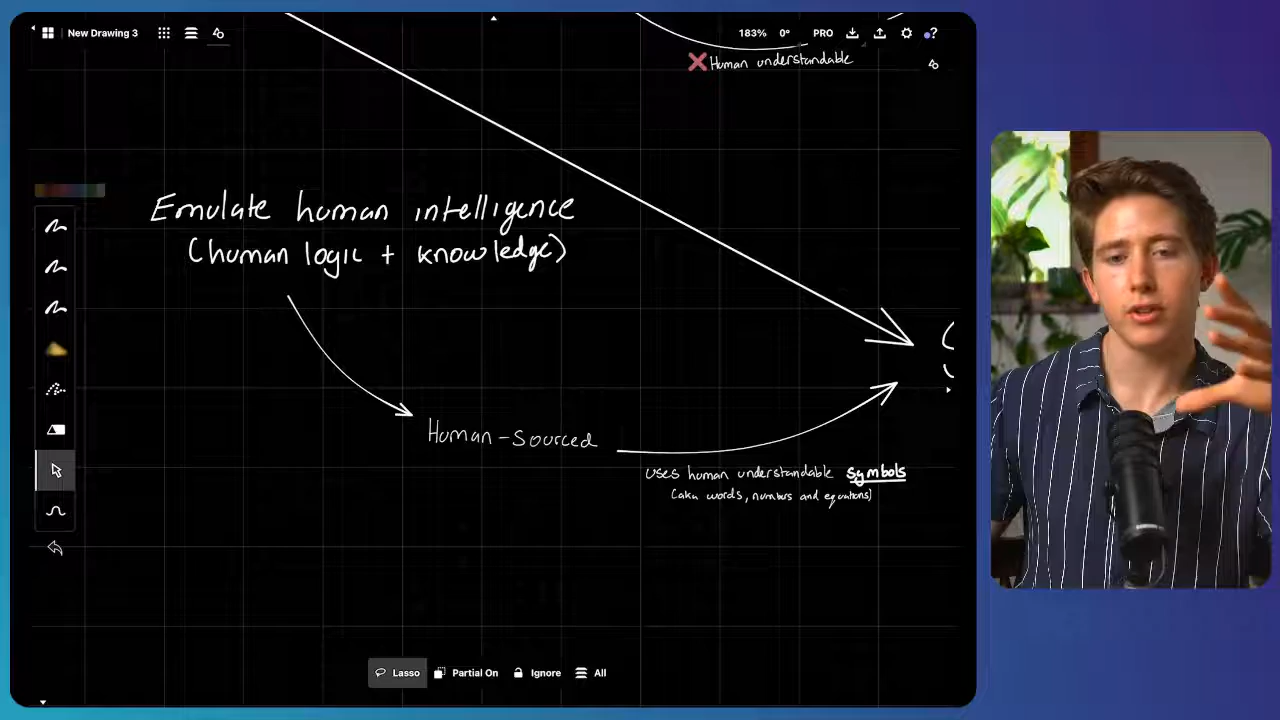 New Drawing 3
183%
0°
PRO
?
Human understandable
Emulate human intelligence
(human logic + knowledge)
Human-sourced
uses human understandable symbols
(aka words, numbers and equations)
Lasso
Partial On
Ignore
All